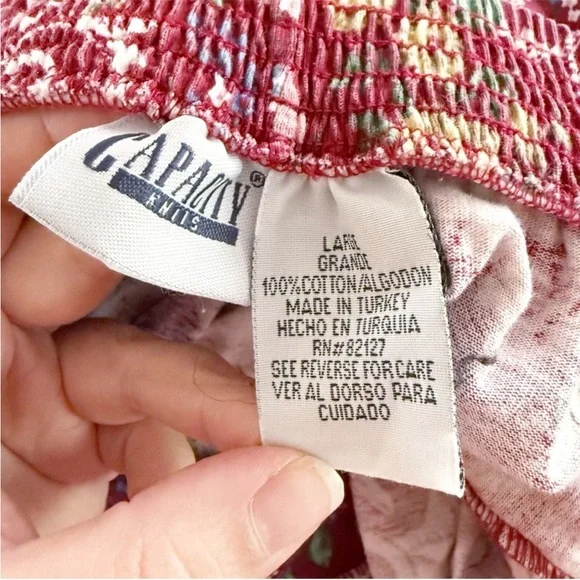 CAPACITY®
KNITS
LARGE
GRANDE
100%COTTON/ALGODON
MADE IN TURKEY
HECHO EN TURQUIA
RN#82127
SEE REVERSE FOR CARE
VER AL DORSO PARA
CUIDADO